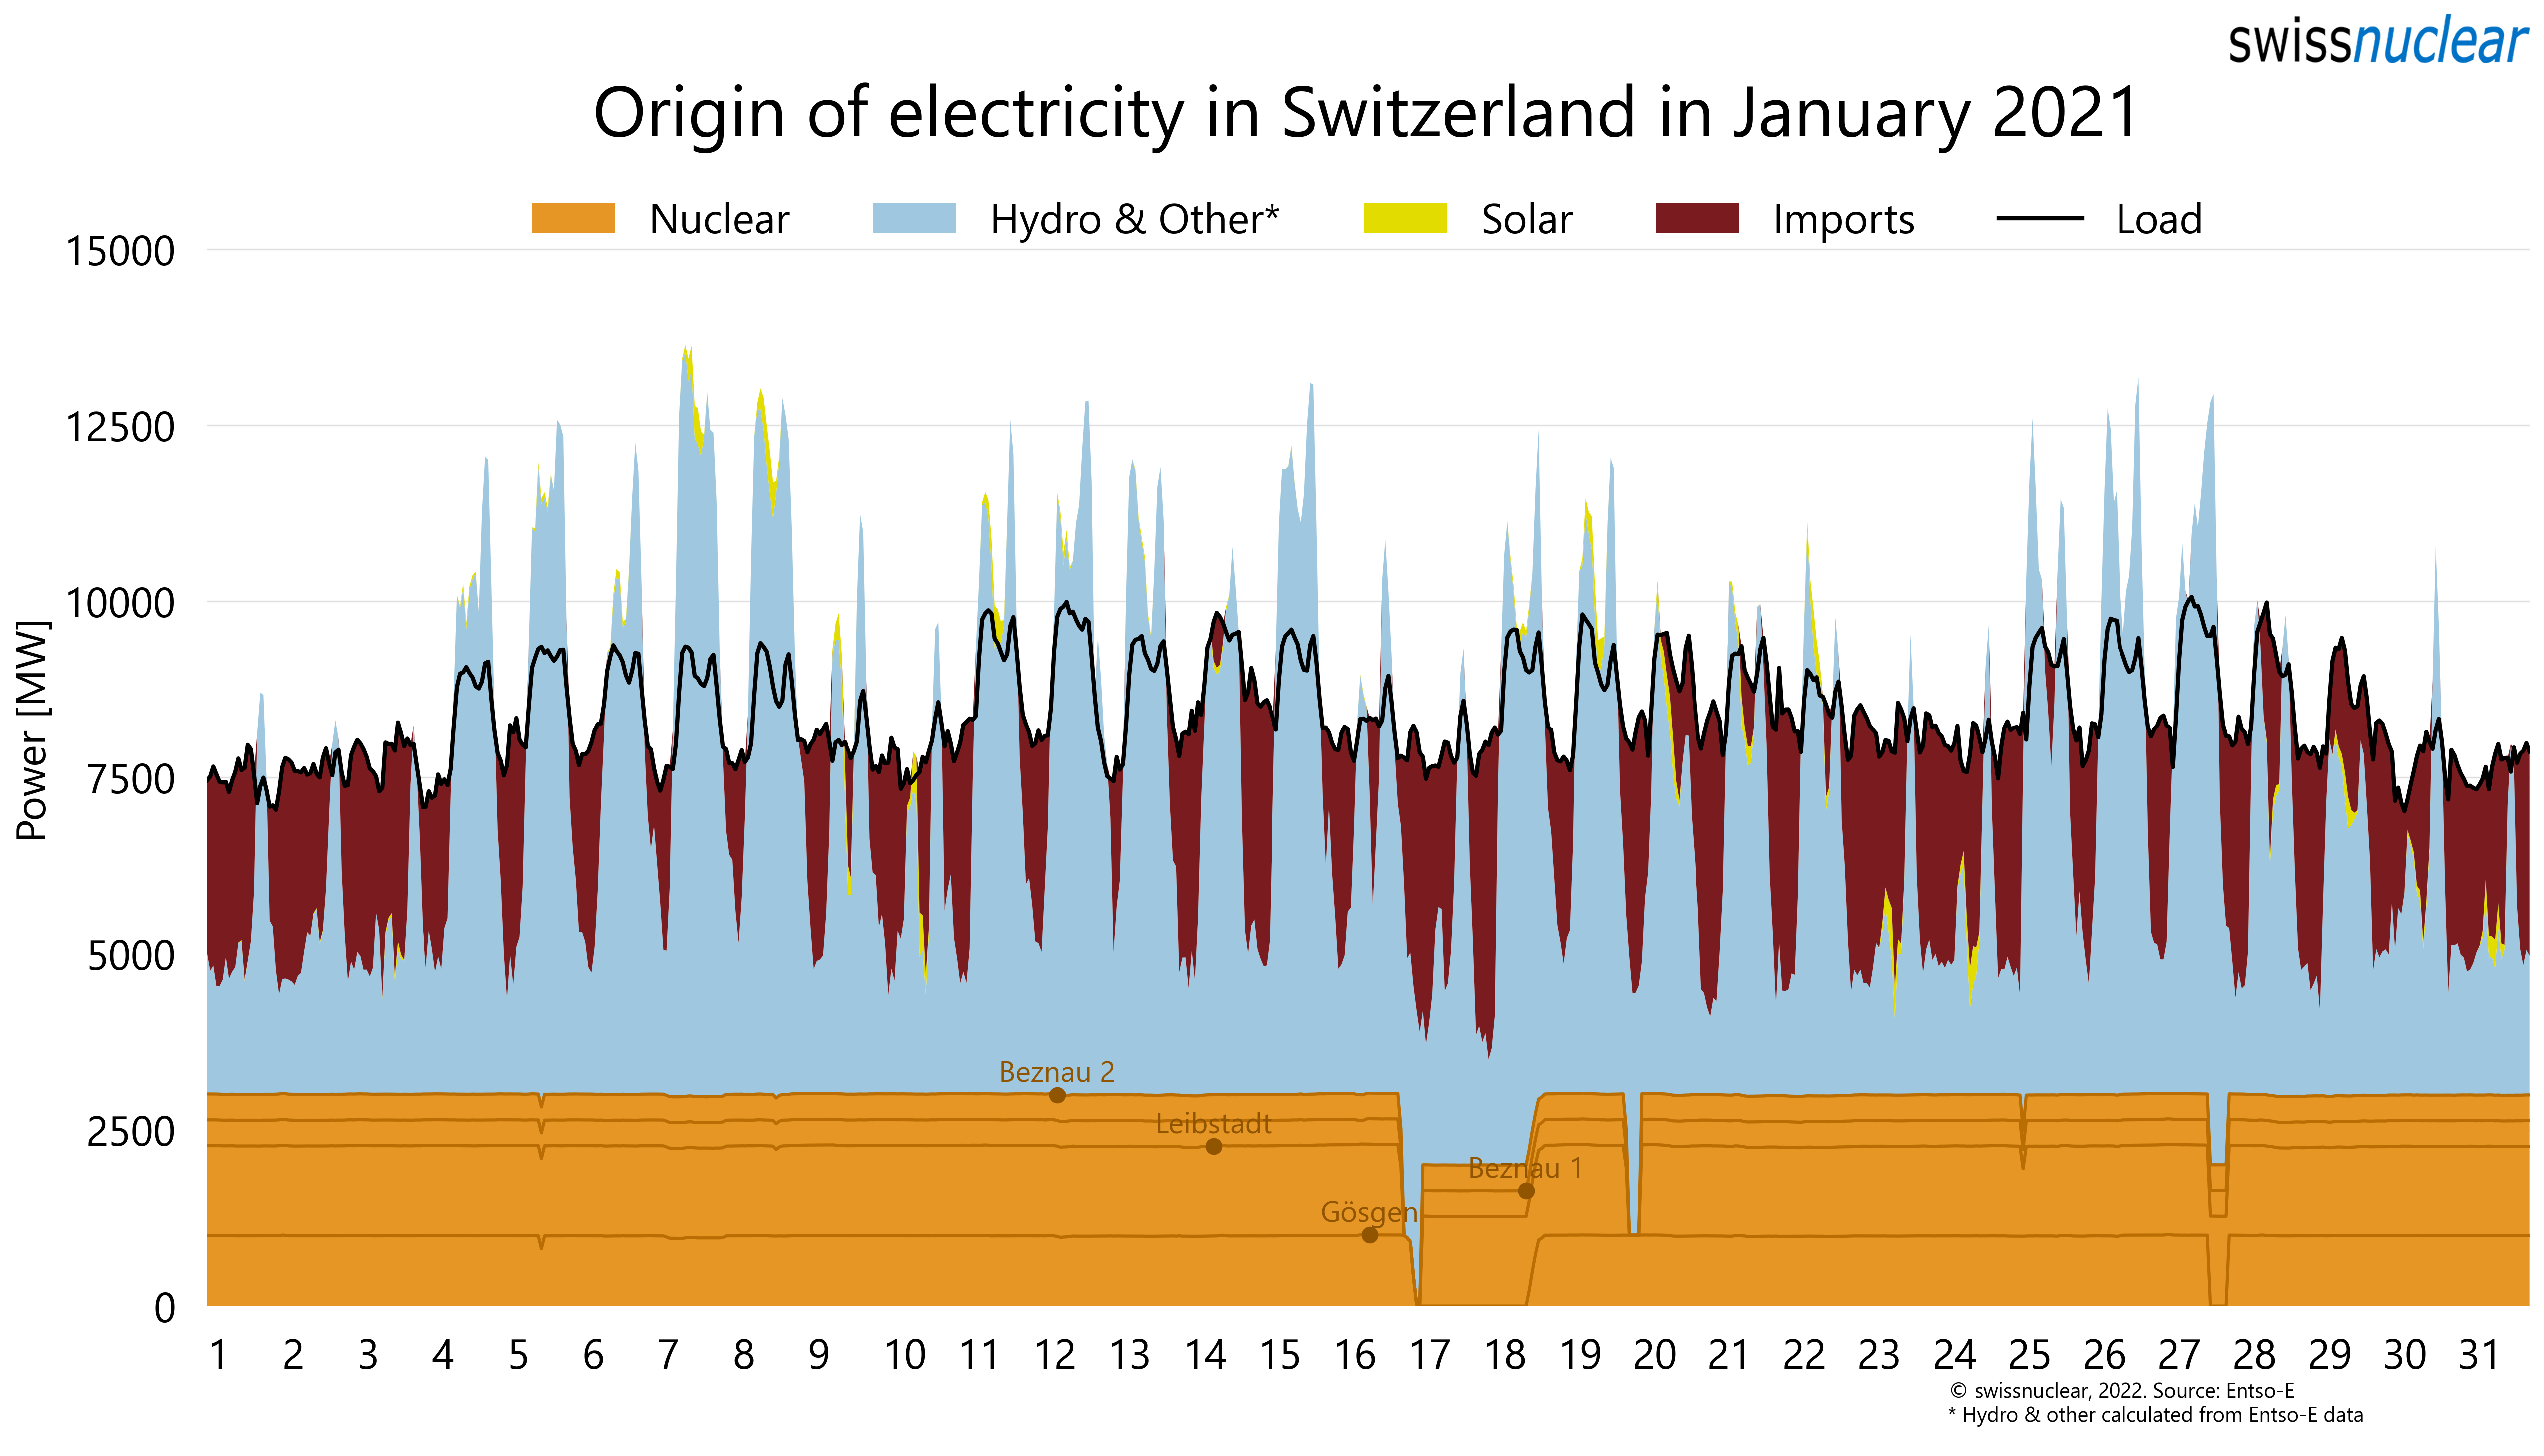 swissnuclear
Origin of electricity in Switzerland in January 2021
Nuclear Hydro & Other* Solar Imports Load
15000
12500
10000
7500
5000
2500
0
Power [MW]
Beznau 2
Leibstadt
Beznau 1
Gösgen
1 2 3 4 5 6 7 8 9 10 11 12 13 14 15 16 17 18 19 20 21 22 23 24 25 26 27 28 29 30 31
© swissnuclear, 2022. Source: Entso-E
* Hydro & other calculated from Entso-E data